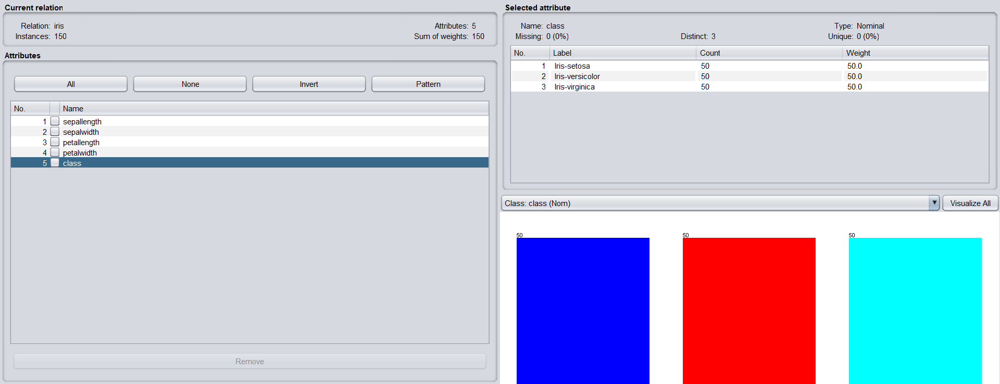 Current relation
Relation: iris
Attributes: 5
Instances: 150
Sum of weights: 150
Attributes
All
None
Invert
Pattern
No.
Name
1 sepallength
2 sepalwidth
3 petallength
4 petalwidth
5 class
Remove
Selected attribute
Name: class
Type: Nominal
Missing: 0 (0%)
Distinct: 3
Unique: 0 (0%)
No. Label Count Weight
1 Iris-setosa 50 50.0
2 Iris-versicolor 50 50.0
3 Iris-virginica 50 50.0
Class: class (Nom)
Visualize All
50 50 50